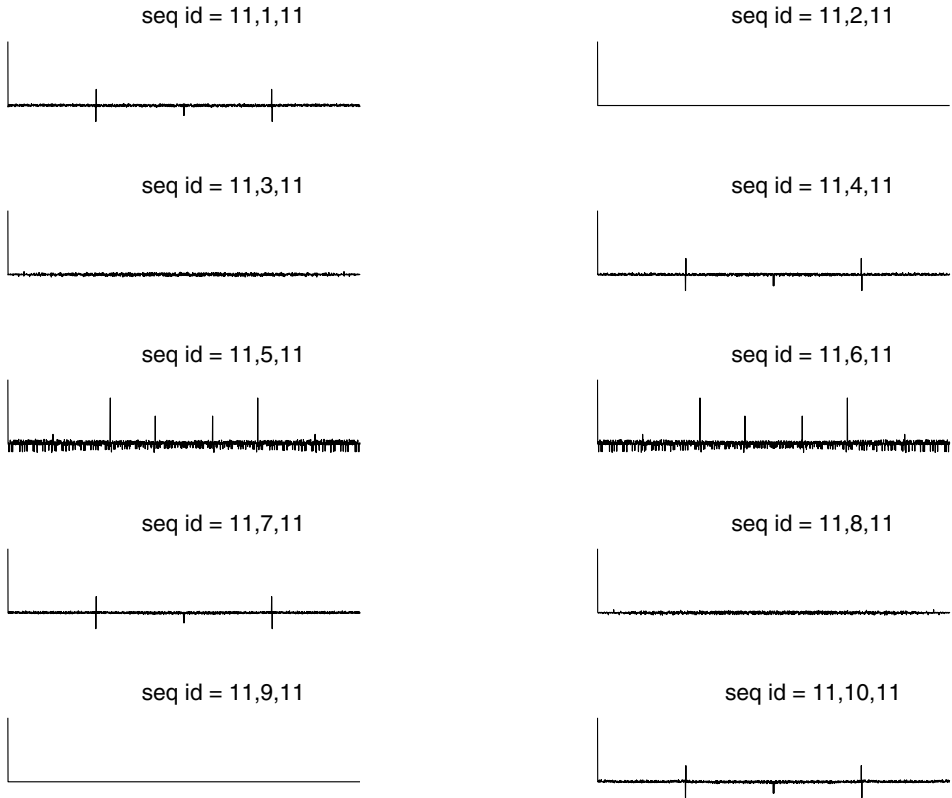 seq id = 11,1,11
seq id = 11,2,11
seq id = 11,3,11
seq id = 11,4,11
seq id = 11,5,11
seq id = 11,6,11
seq id = 11,7,11
seq id = 11,8,11
seq id = 11,9,11
seq id = 11,10,11